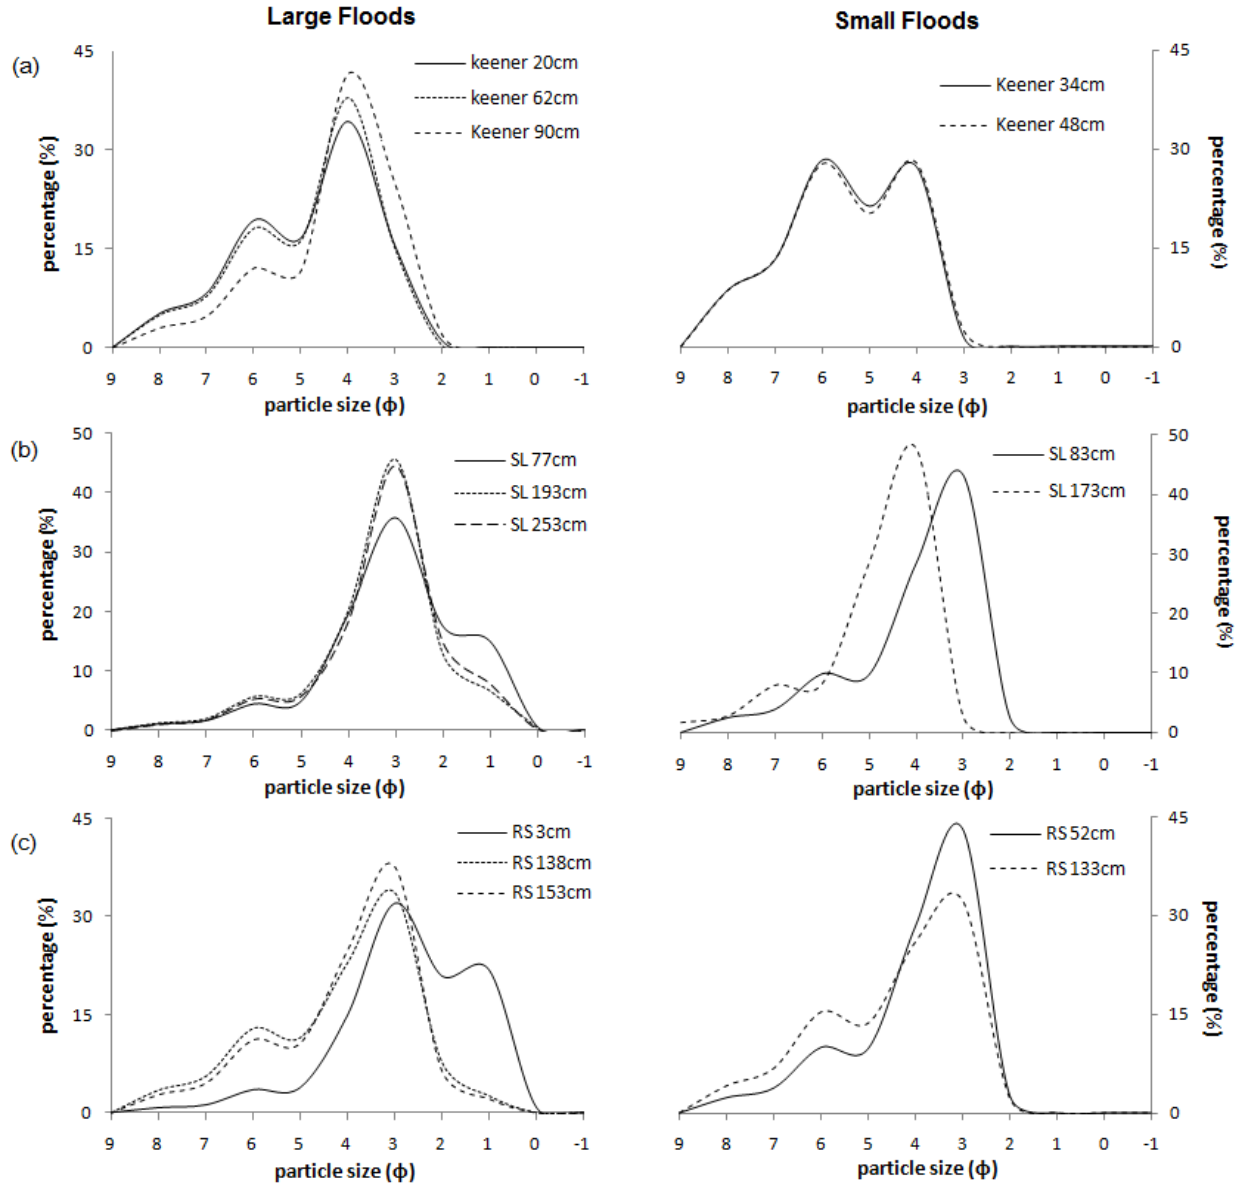 Large Floods
Small Floods
(a)
45
30
15
0
percentage (%)
keener 20cm
keener 62cm
Keener 90cm
9 8 7 6 5 4 3 2 1 0 -1
particle size (ϕ)
Keener 34cm
Keener 48cm
45
30
15
0
percentage (%)
9 8 7 6 5 4 3 2 1 0 -1
particle size (ϕ)
(b)
50
40
30
20
10
0
percentage (%)
SL 77cm
SL 193cm
SL 253cm
9 8 7 6 5 4 3 2 1 0 -1
particle size (ϕ)
SL 83cm
SL 173cm
50
40
30
20
10
0
percentage (%)
9 8 7 6 5 4 3 2 1 0 -1
particle size (ϕ)
(c)
45
30
15
0
percentage (%)
RS 3cm
RS 138cm
RS 153cm
9 8 7 6 5 4 3 2 1 0 -1
particle size (ϕ)
RS 52cm
RS 133cm
45
30
15
0
percentage (%)
9 8 7 6 5 4 3 2 1 0 -1
particle size (ϕ)